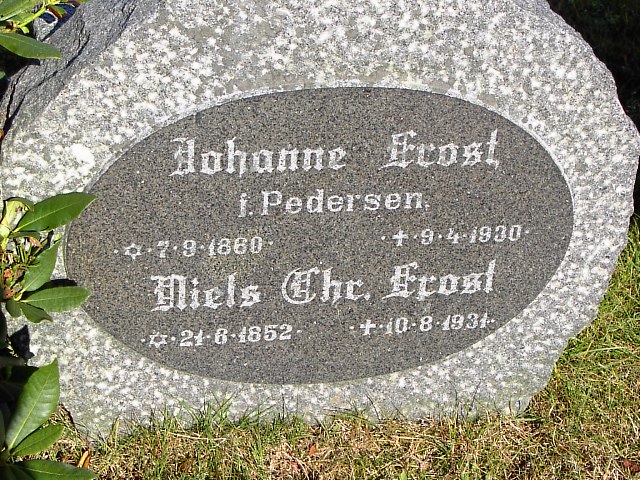 Johanne Frost
f. Pedersen.
✡·7·9·1860· ·✝·9·4·1930·
Niels Chr. Frost
·✡·21·6·1852· ·✝·10·8·1931·